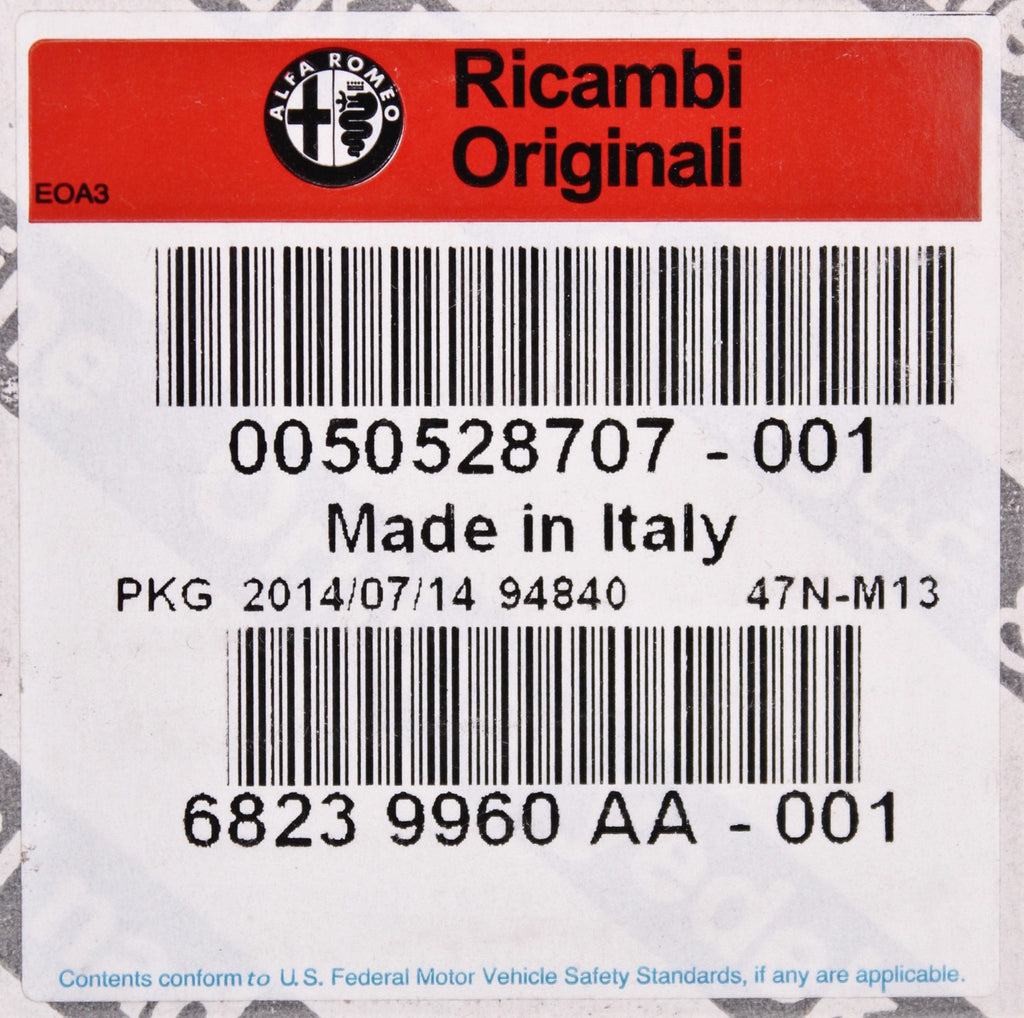 ALFA ROMEO
Ricambi
Originali
EOA3
0050528707 - 001
Made in Italy
PKG 2014/07/14 94840 47N-M13
6823 9960 AA - 001
Contents conform to U.S. Federal Motor Vehicle Safety Standards, if any are applicable.